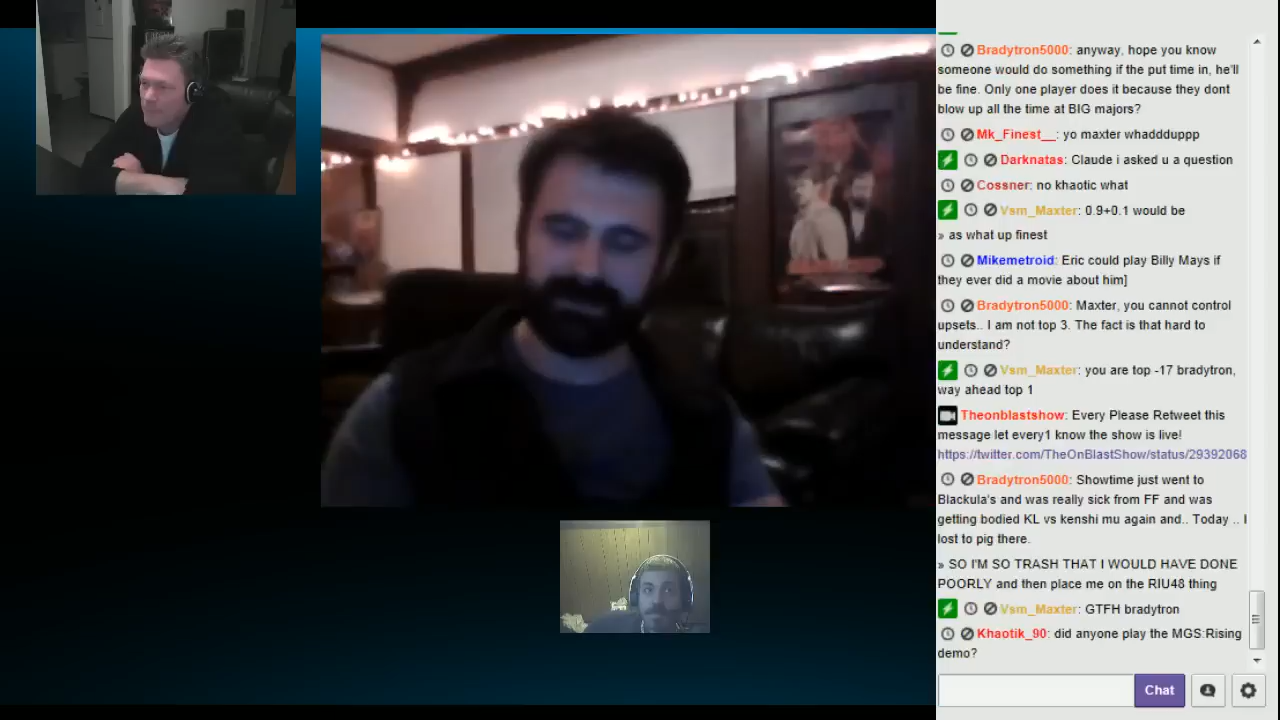 Bradytron5000: anyway, hope you know
someone would do something if the put time in, he'll
be fine. Only one player does it because they dont
blow up all the time at BIG majors?
Mk_Finest__: yo maxter whaddduppp
Darknatas: Claude i asked u a question
Cossner: no khaotic what
Vsm_Maxter: 0.9+0.1 would be
» as what up finest
Mikemetroid: Eric could play Billy Mays if
they ever did a movie about him]
Bradytron5000: Maxter, you cannot control
upsets.. I am not top 3. The fact is that hard to
understand?
Vsm_Maxter: you are top -17 bradytron,
way ahead top 1
Theonblastshow: Every Please Retweet this
message let every1 know the show is live!
https://twitter.com/TheOnBlastShow/status/29392068
Bradytron5000: Showtime just went to
Blackula's and was really sick from FF and was
getting bodied KL vs kenshi mu again and.. Today .. I
lost to pig there.
» SO I'M SO TRASH THAT I WOULD HAVE DONE
POORLY and then place me on the RIU48 thing
Vsm_Maxter: GTFH bradytron
Khaotik_90: did anyone play the MGS:Rising
demo?
Chat